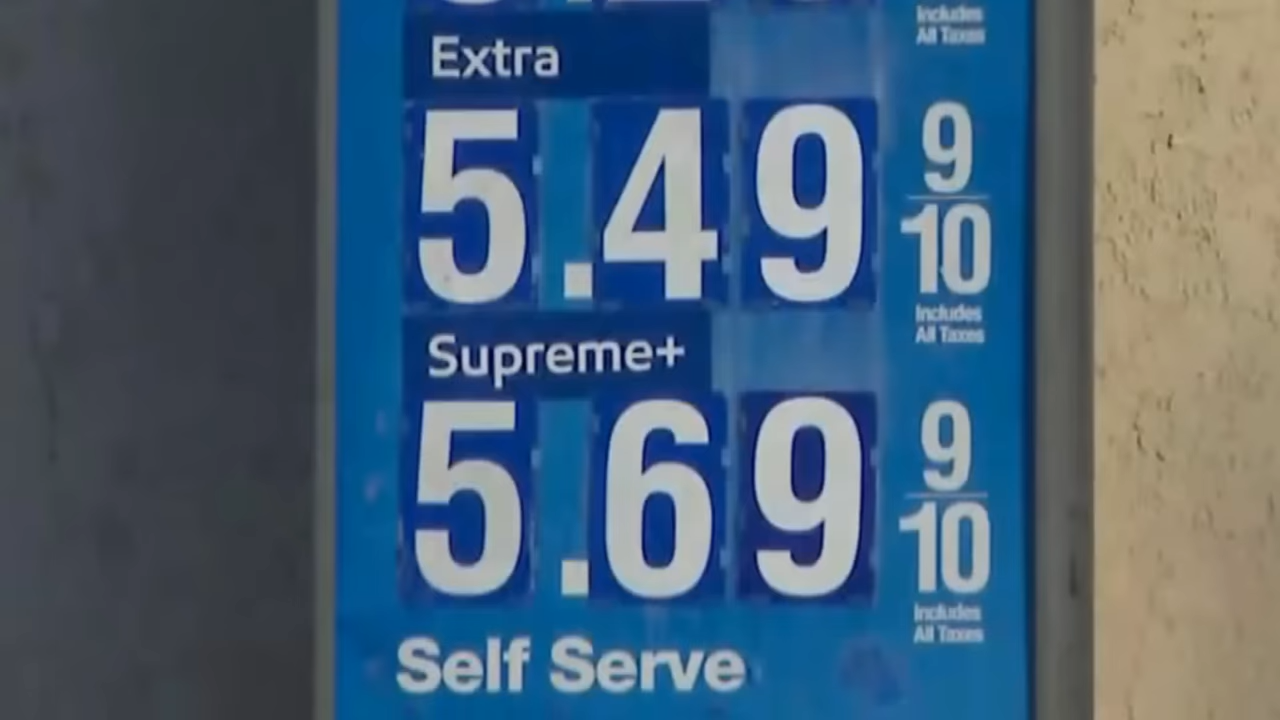 Includes
All Taxes
Extra
5.49 9/10
Includes
All Taxes
Supreme+
5.69 9/10
Includes
All Taxes
Self Serve